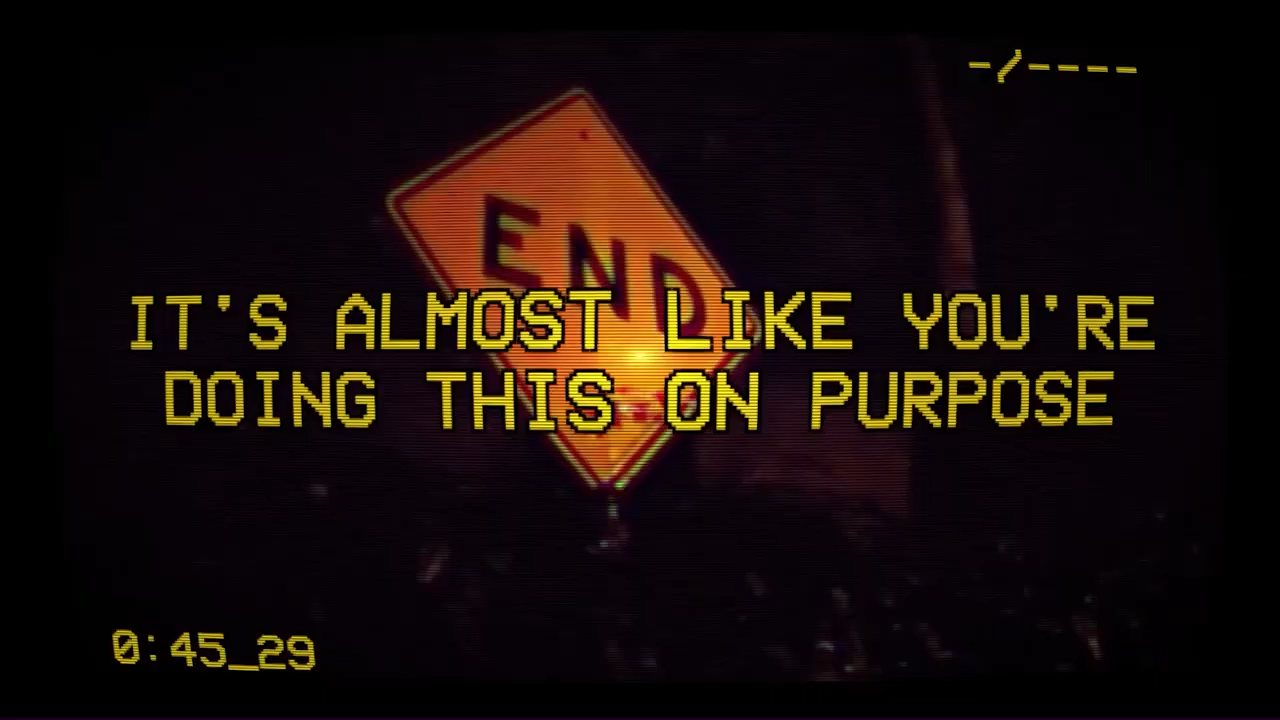 -/----
END
IT'S ALMOST LIKE YOU'RE
DOING THIS ON PURPOSE
0:45_29